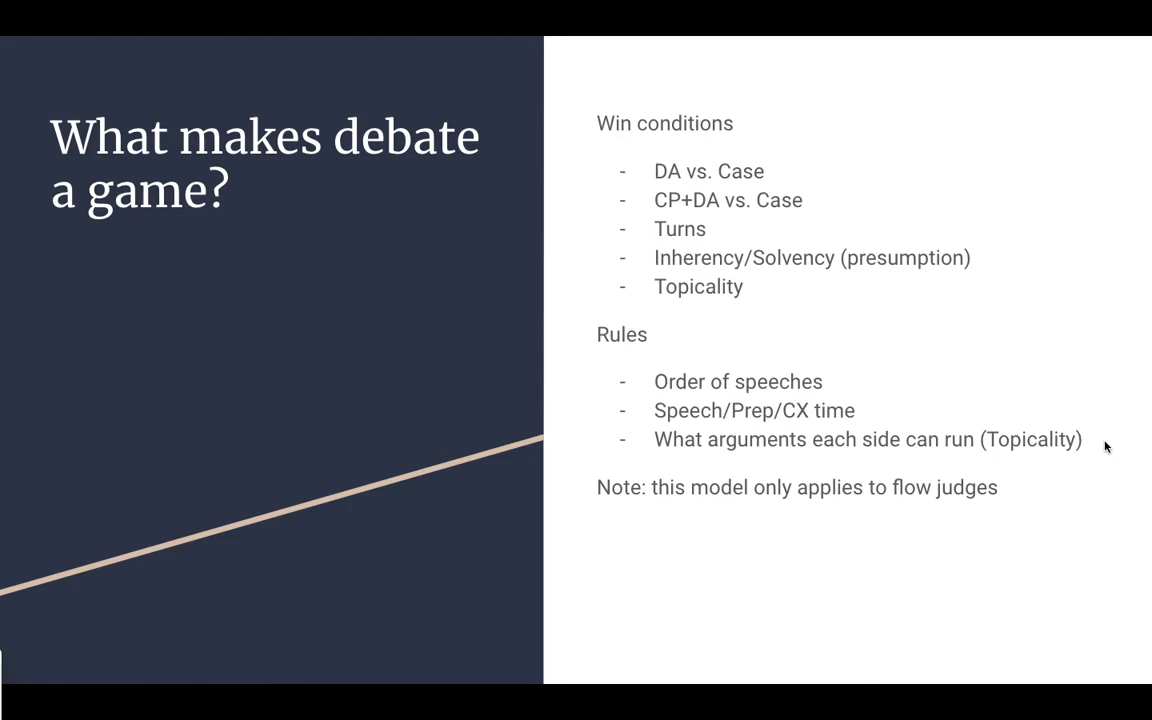 What makes debate
a game?
Win conditions
- DA vs. Case
- CP+DA vs. Case
- Turns
- Inherency/Solvency (presumption)
- Topicality
Rules
- Order of speeches
- Speech/Prep/CX time
- What arguments each side can run (Topicality)
Note: this model only applies to flow judges